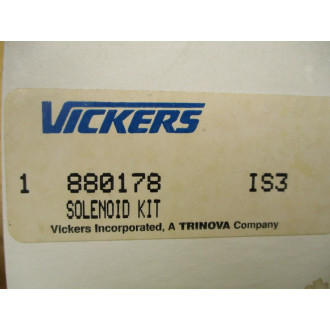 VICKERS
1 880178 IS3
SOLENOID KIT
Vickers Incorporated, A TRINOVA Company